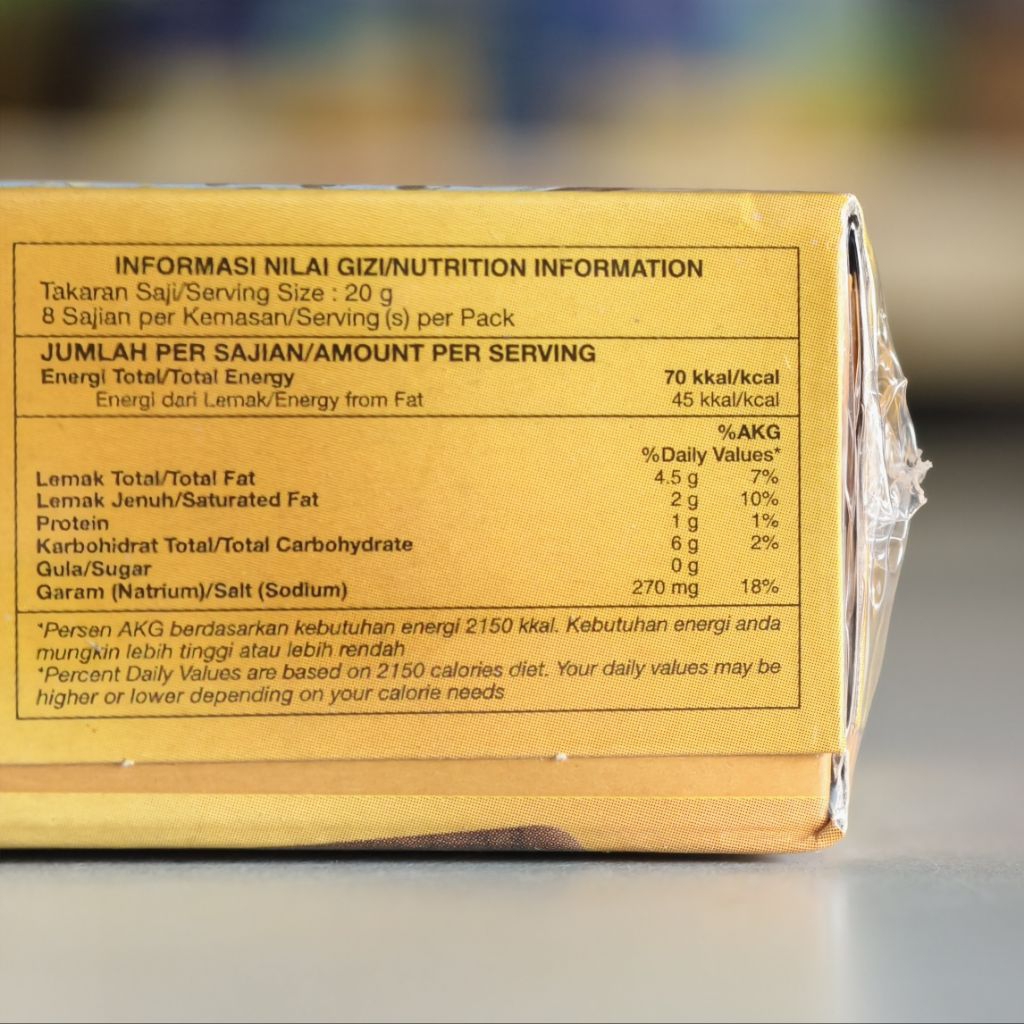 INFORMASI NILAI GIZI/NUTRITION INFORMATION
Takaran Saji/Serving Size : 20 g
8 Sajian per Kemasan/Serving (s) per Pack
JUMLAH PER SAJIAN/AMOUNT PER SERVING
Energi Total/Total Energy 70 kkal/kcal
Energi dari Lemak/Energy from Fat 45 kkal/kcal
%AKG
%Daily Values*
Lemak Total/Total Fat 4.5 g 7%
Lemak Jenuh/Saturated Fat 2 g 10%
Protein 1 g 1%
Karbohidrat Total/Total Carbohydrate 6 g 2%
Gula/Sugar 0 g
Garam (Natrium)/Salt (Sodium) 270 mg 18%
*Persen AKG berdasarkan kebutuhan energi 2150 kkal. Kebutuhan energi anda
mungkin lebih tinggi atau lebih rendah
*Percent Daily Values are based on 2150 calories diet. Your daily values may be
higher or lower depending on your calorie needs